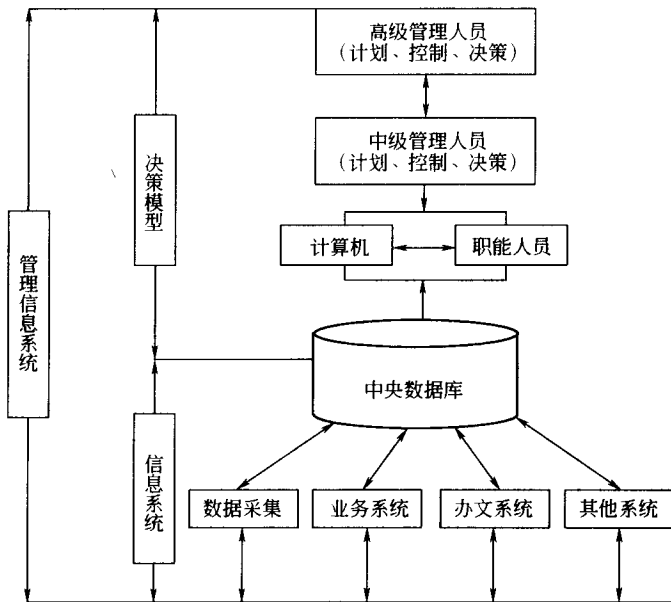 高级管理人员
（计划、控制、决策）
中级管理人员
（计划、控制、决策）
决策模型
管理信息系统
计算机
职能人员
中央数据库
信息系统
数据采集
业务系统
办文系统
其他系统